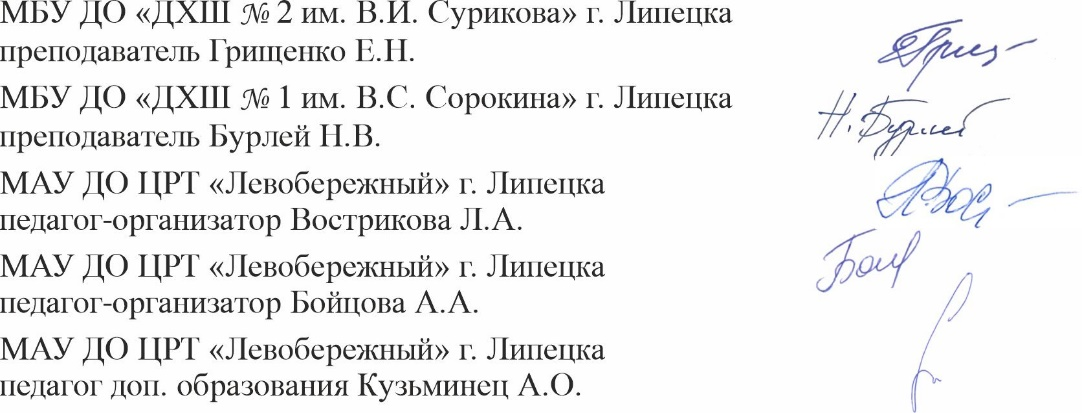 МБУ ДО «ДХШ № 2 им. В.И. Сурикова» г. Липецка
преподаватель Грищенко Е.Н.
МБУ ДО «ДХШ № 1 им. В.С. Сорокина» г. Липецка
преподаватель Бурлей Н.В.
Н. Бурлей
МАУ ДО ЦРТ «Левобережный» г. Липецка
педагог-организатор Вострикова Л.А.
МАУ ДО ЦРТ «Левобережный» г. Липецка
педагог-организатор Бойцова А.А.
МАУ ДО ЦРТ «Левобережный» г. Липецка
педагог доп. образования Кузьминец А.О.